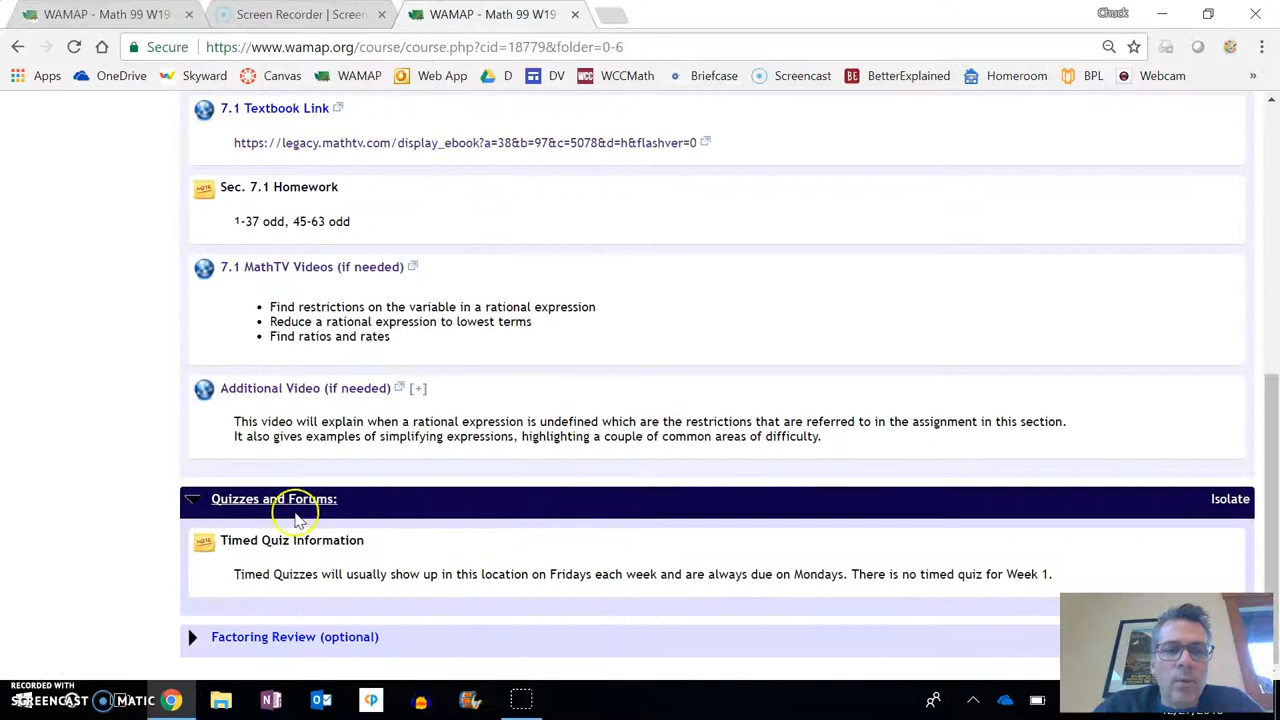 WAMAP - Math 99 W19
Screen Recorder | Screen
WAMAP - Math 99 W19
Chuck
Secure
https://www.wamap.org/course/course.php?cid=18779&folder=0-6
Apps
OneDrive
Skyward
Canvas
WAMAP
Web App
D
DV
WCCMath
Briefcase
Screencast
BE
BetterExplained
Homeroom
BPL
Webcam
»
7.1 Textbook Link
https://legacy.mathtv.com/display_ebook?a=38&b=97&c=5078&d=h&flashver=0
NOTE
Sec. 7.1 Homework
1-37 odd, 45-63 odd
7.1 MathTV Videos (if needed)
• Find restrictions on the variable in a rational expression
• Reduce a rational expression to lowest terms
• Find ratios and rates
Additional Video (if needed) [+]
This video will explain when a rational expression is undefined which are the restrictions that are referred to in the assignment in this section.
It also gives examples of simplifying expressions, highlighting a couple of common areas of difficulty.
Quizzes and Forums:
Isolate
NOTE
Timed Quiz Information
Timed Quizzes will usually show up in this location on Fridays each week and are always due on Mondays. There is no timed quiz for Week 1.
Factoring Review (optional)
RECORDED WITH
SCREENCAST MATIC